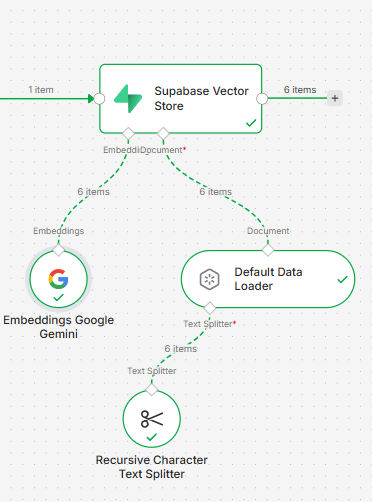 1 item
Supabase Vector
Store
6 items
+
Document*
6 items
6 items
Embeddings
Document
Default Data
Loader
Embeddings Google
Gemini
Text Splitter*
6 items
Text Splitter
Recursive Character
Text Splitter